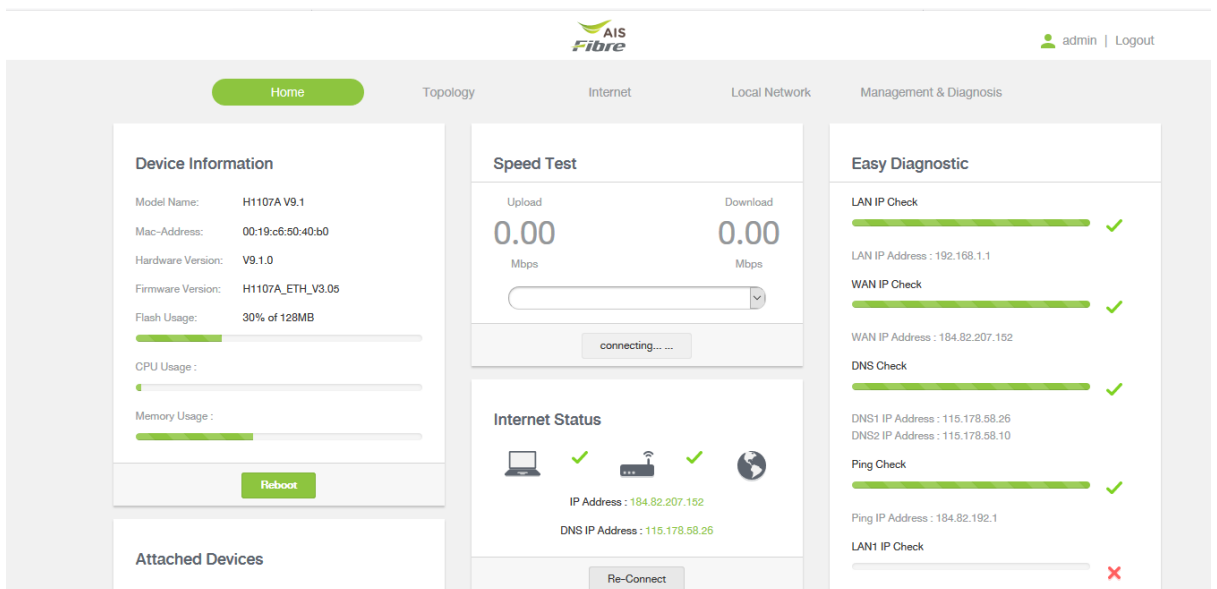 AIS
Fibre
admin | Logout
Home
Topology
Internet
Local Network
Management & Diagnosis
Device Information
Model Name: H1107A V9.1
Mac-Address: 00:19:c6:50:40:b0
Hardware Version: V9.1.0
Firmware Version: H1107A_ETH_V3.05
Flash Usage: 30% of 128MB
CPU Usage :
Memory Usage :
Reboot
Attached Devices
Speed Test
Upload Download
0.00 0.00
Mbps Mbps
connecting... ...
Internet Status
IP Address : 184.82.207.152
DNS IP Address : 115.178.58.26
Re-Connect
Easy Diagnostic
LAN IP Check
LAN IP Address : 192.168.1.1
WAN IP Check
WAN IP Address : 184.82.207.152
DNS Check
DNS1 IP Address : 115.178.58.26
DNS2 IP Address : 115.178.58.10
Ping Check
Ping IP Address : 184.82.192.1
LAN1 IP Check